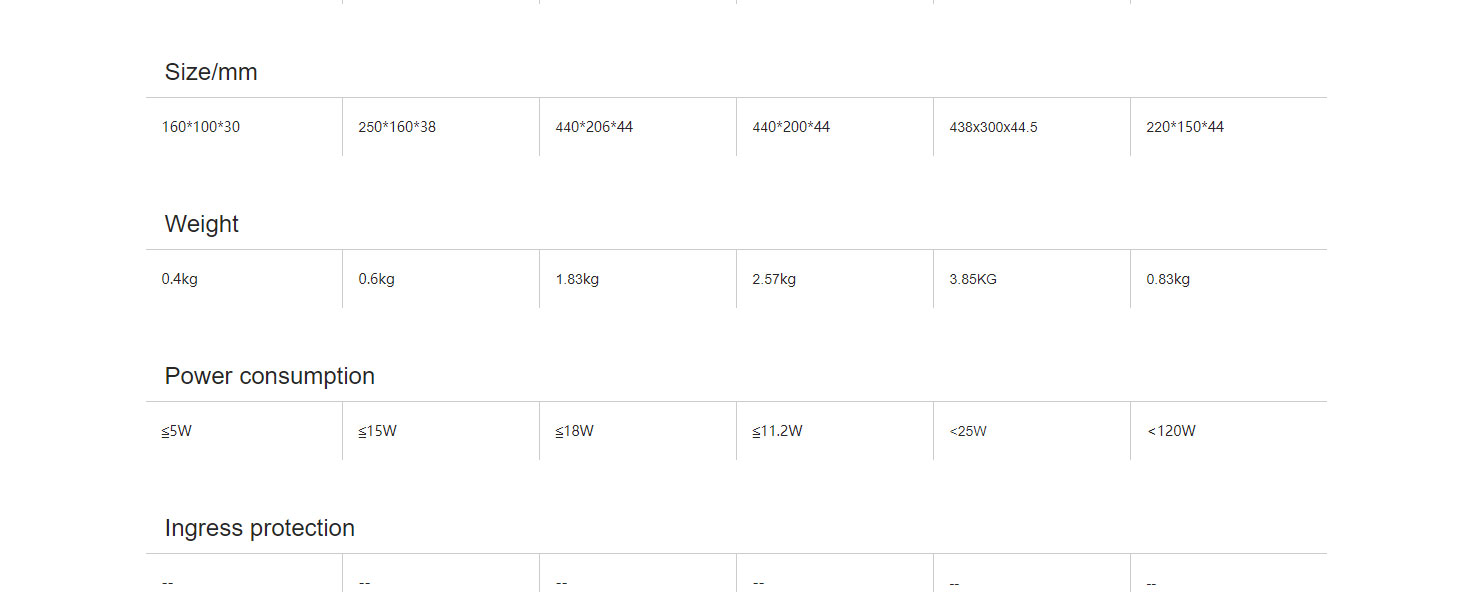 Size/mm
160*100*30 250*160*38 440*206*44 440*200*44 438x300x44.5 220*150*44
Weight
0.4kg 0.6kg 1.83kg 2.57kg 3.85KG 0.83kg
Power consumption
≦5W ≦15W ≦18W ≦11.2W <25W <120W
Ingress protection
-- -- -- -- -- --